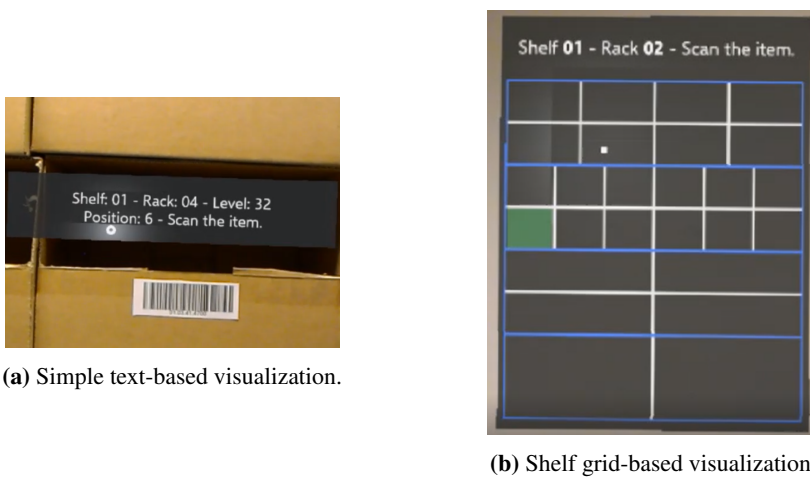 Shelf: 01 - Rack: 04 - Level: 32
Position: 6 - Scan the item.
(a) Simple text-based visualization.
Shelf 01 - Rack 02 - Scan the item.
(b) Shelf grid-based visualization